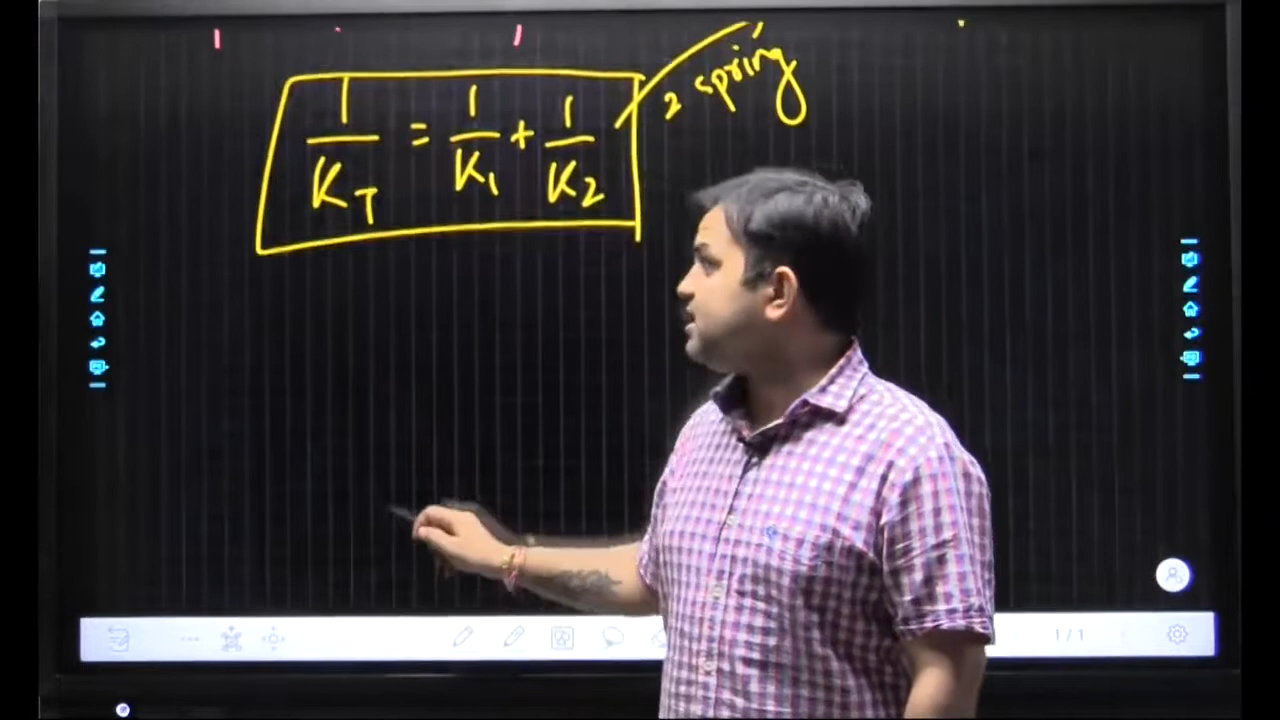 1/K_T = 1/K_1 + 1/K_2
2 spring
1 / 1